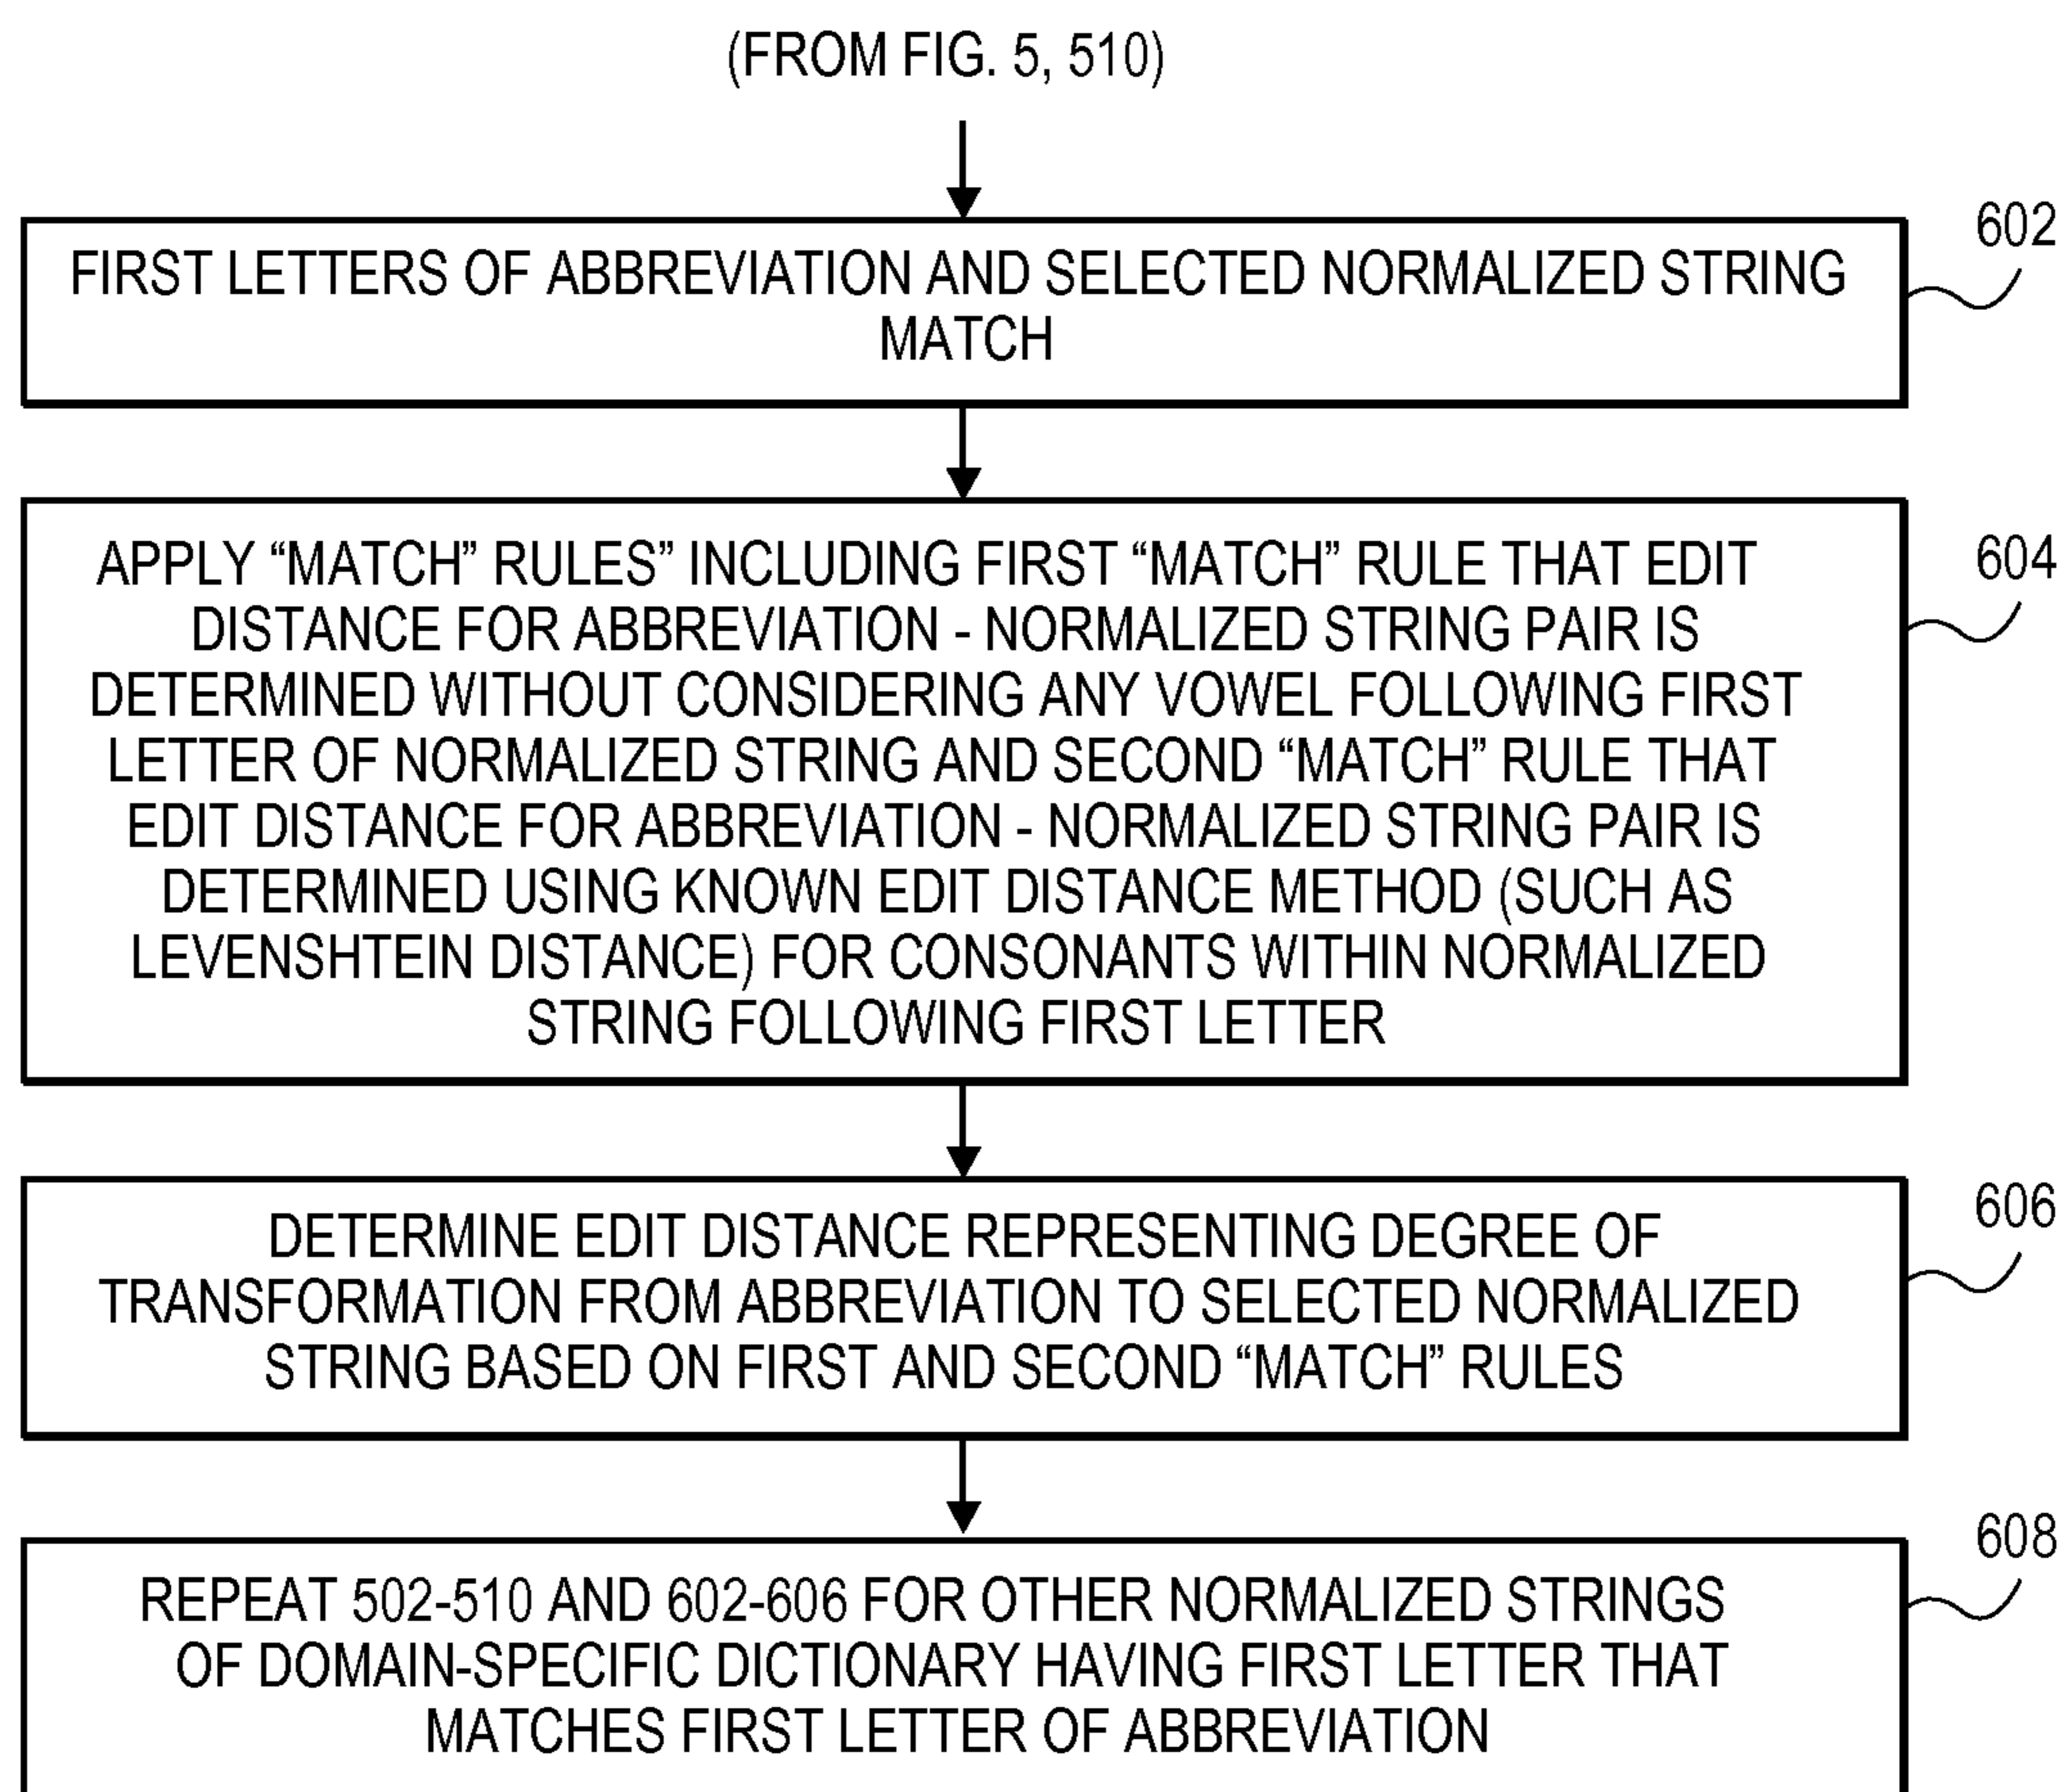 (FROM FIG. 5, 510)
602
FIRST LETTERS OF ABBREVIATION AND SELECTED NORMALIZED STRING
MATCH
604
APPLY “MATCH” RULES” INCLUDING FIRST “MATCH” RULE THAT EDIT
DISTANCE FOR ABBREVIATION - NORMALIZED STRING PAIR IS
DETERMINED WITHOUT CONSIDERING ANY VOWEL FOLLOWING FIRST
LETTER OF NORMALIZED STRING AND SECOND “MATCH” RULE THAT
EDIT DISTANCE FOR ABBREVIATION - NORMALIZED STRING PAIR IS
DETERMINED USING KNOWN EDIT DISTANCE METHOD (SUCH AS
LEVENSHTEIN DISTANCE) FOR CONSONANTS WITHIN NORMALIZED
STRING FOLLOWING FIRST LETTER
606
DETERMINE EDIT DISTANCE REPRESENTING DEGREE OF
TRANSFORMATION FROM ABBREVIATION TO SELECTED NORMALIZED
STRING BASED ON FIRST AND SECOND “MATCH” RULES
608
REPEAT 502-510 AND 602-606 FOR OTHER NORMALIZED STRINGS
OF DOMAIN-SPECIFIC DICTIONARY HAVING FIRST LETTER THAT
MATCHES FIRST LETTER OF ABBREVIATION